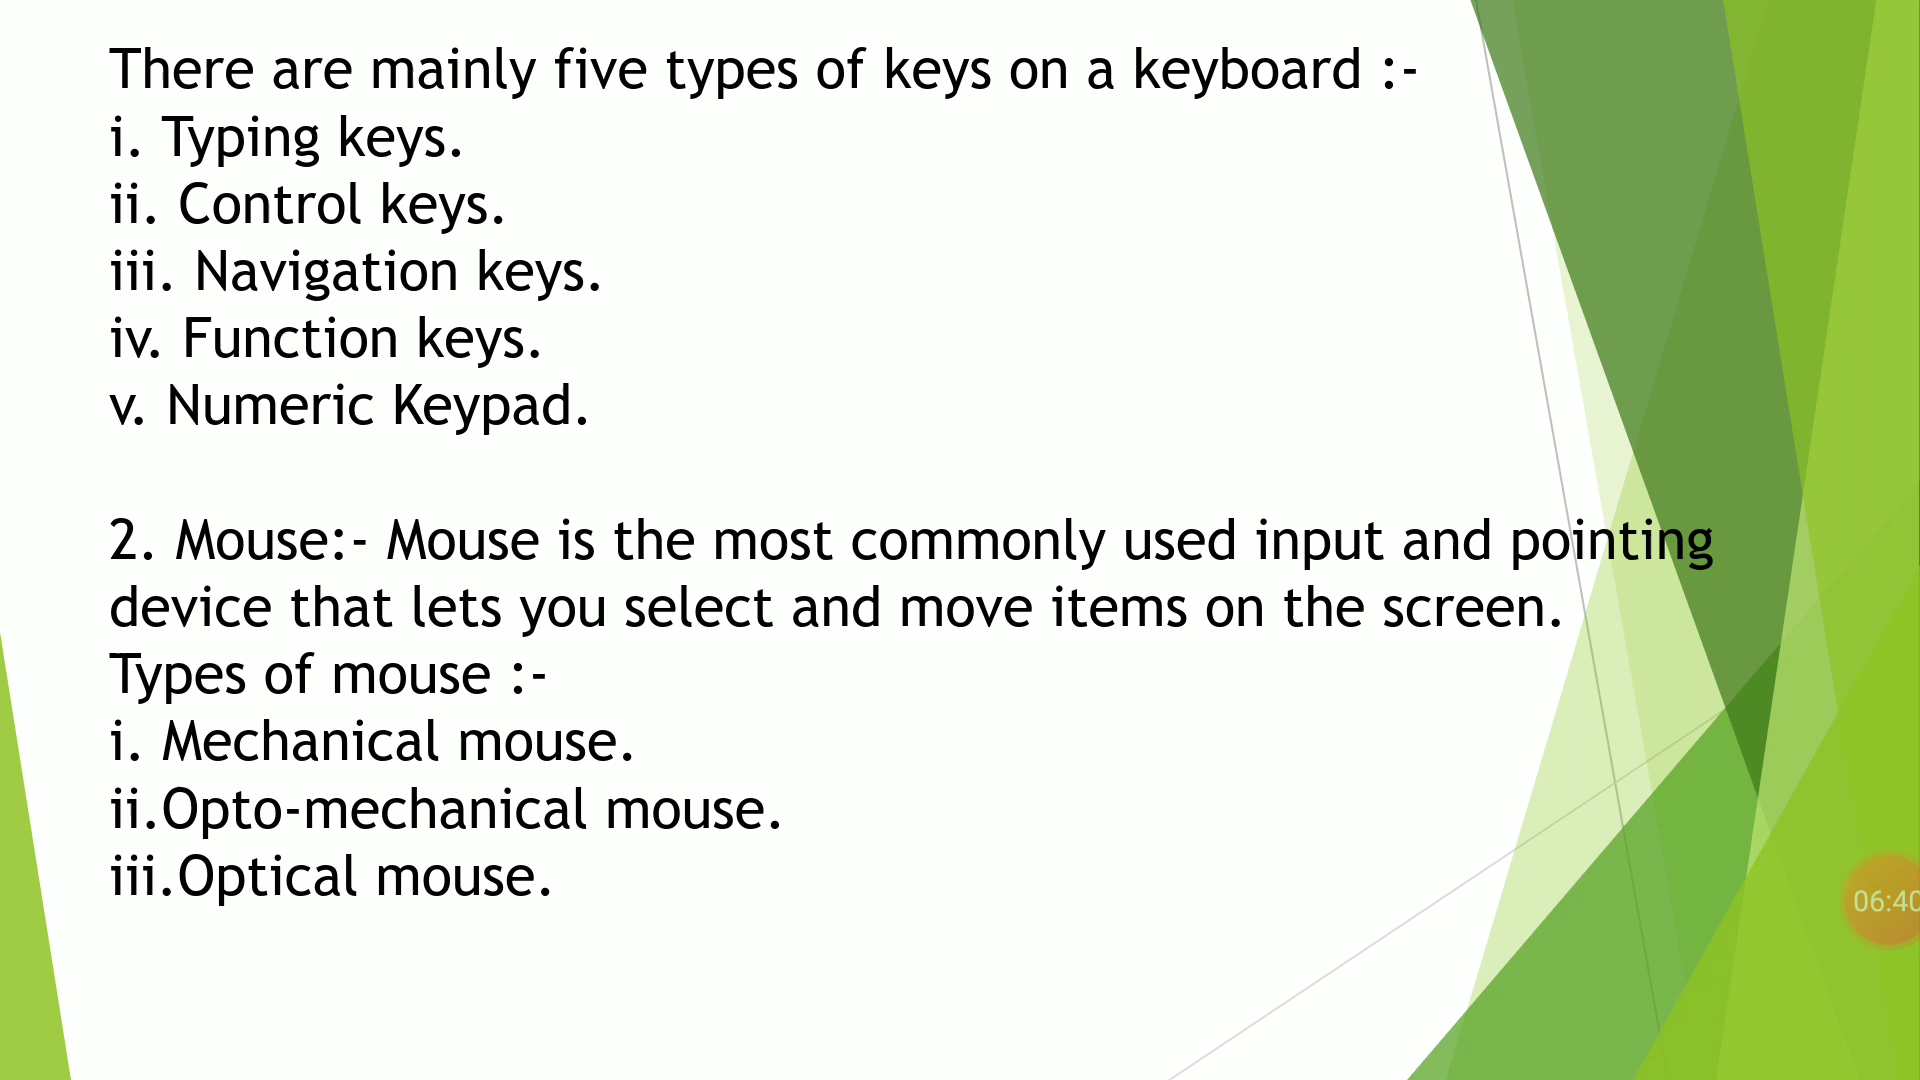 There are mainly five types of keys on a keyboard :-
i. Typing keys.
ii. Control keys.
iii. Navigation keys.
iv. Function keys.
v. Numeric Keypad.
2. Mouse:- Mouse is the most commonly used input and pointing
device that lets you select and move items on the screen.
Types of mouse :-
i. Mechanical mouse.
ii.Opto-mechanical mouse.
iii.Optical mouse.
06:40